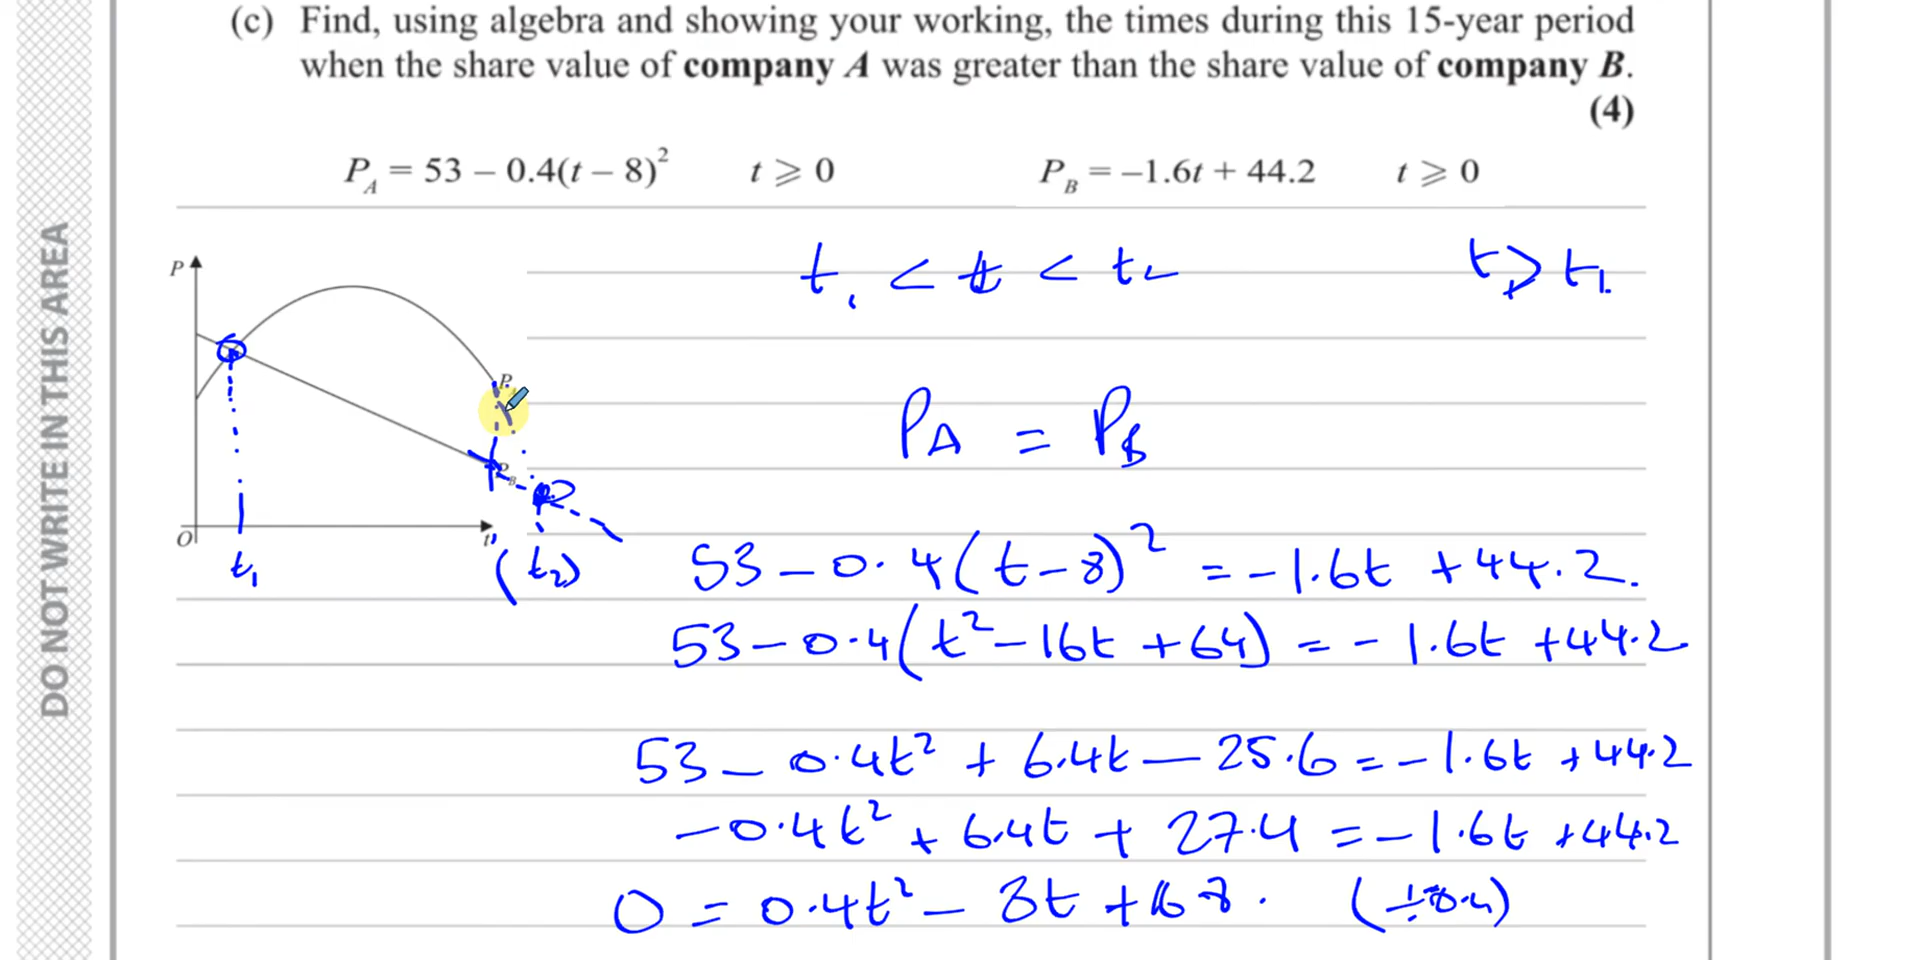 (c) Find, using algebra and showing your working, the times during this 15-year period
when the share value of company A was greater than the share value of company B.
(4)
P_A = 53 – 0.4(t – 8)² t ⩾ 0 P_B = –1.6t + 44.2 t ⩾ 0
DO NOT WRITE IN THIS AREA
P
t₁ < t < t₂ t > t₁.
P
P_B
P_A = P_B
O t
t₁ (t₂)
53 – 0.4(t – 8)² = –1.6t + 44.2.
53 – 0.4(t² – 16t + 64) = – 1.6t + 44.2
53 – 0.4t² + 6.4t – 25.6 = – 1.6t + 44.2
– 0.4t² + 6.4t + 27.4 = – 1.6t + 44.2
0 = 0.4t² – 8t + 16.8. (÷0.4)